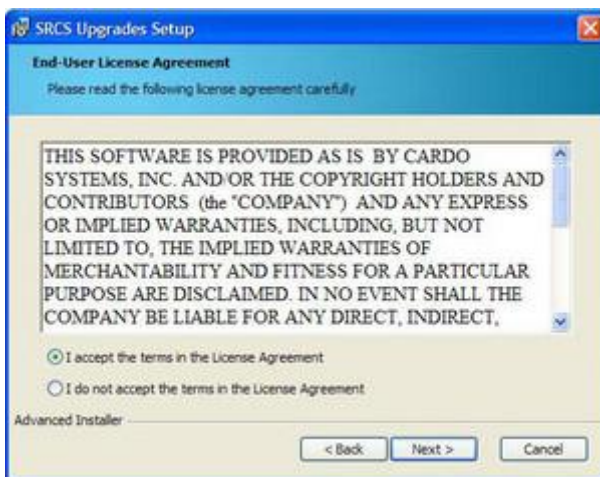 SRCS Upgrades Setup
End-User License Agreement
Please read the following license agreement carefully
THIS SOFTWARE IS PROVIDED AS IS BY CARDO
SYSTEMS, INC. AND/OR THE COPYRIGHT HOLDERS AND
CONTRIBUTORS (the "COMPANY") AND ANY EXPRESS
OR IMPLIED WARRANTIES, INCLUDING, BUT NOT
LIMITED TO, THE IMPLIED WARRANTIES OF
MERCHANTABILITY AND FITNESS FOR A PARTICULAR
PURPOSE ARE DISCLAIMED. IN NO EVENT SHALL THE
COMPANY BE LIABLE FOR ANY DIRECT, INDIRECT,
I accept the terms in the License Agreement
I do not accept the terms in the License Agreement
Advanced Installer
< Back Next > Cancel